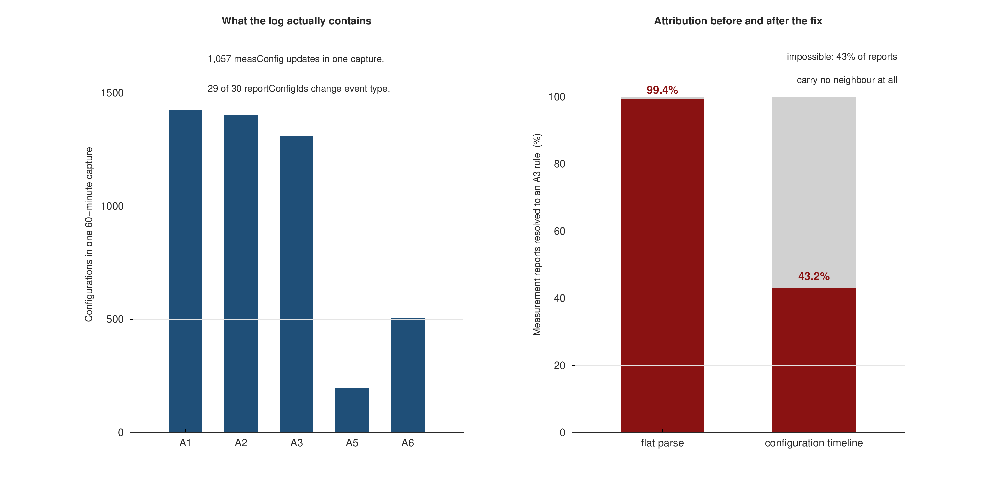 What the log actually contains
1,057 measConfig updates in one capture.
29 of 30 reportConfigIds change event type.
Configurations in one 60−minute capture
1500
1000
500
0
A1
A2
A3
A5
A6
Attribution before and after the fix
impossible: 43% of reports
carry no neighbour at all
Measurement reports resolved to an A3 rule (%)
99.4%
43.2%
100
80
60
40
20
0
flat parse
configuration timeline